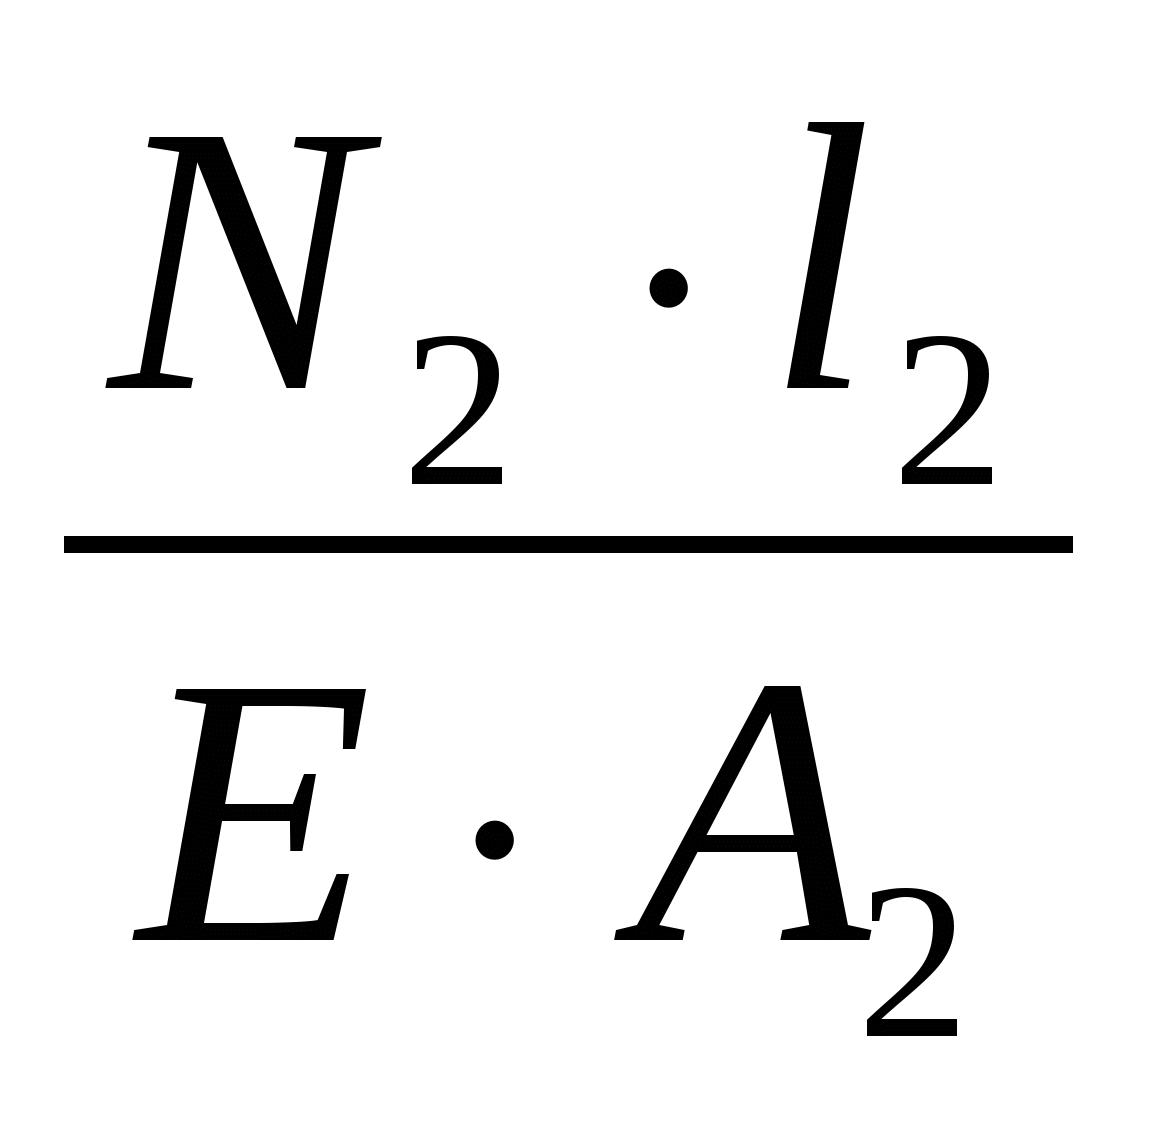 N₂ · l₂
E · A₂